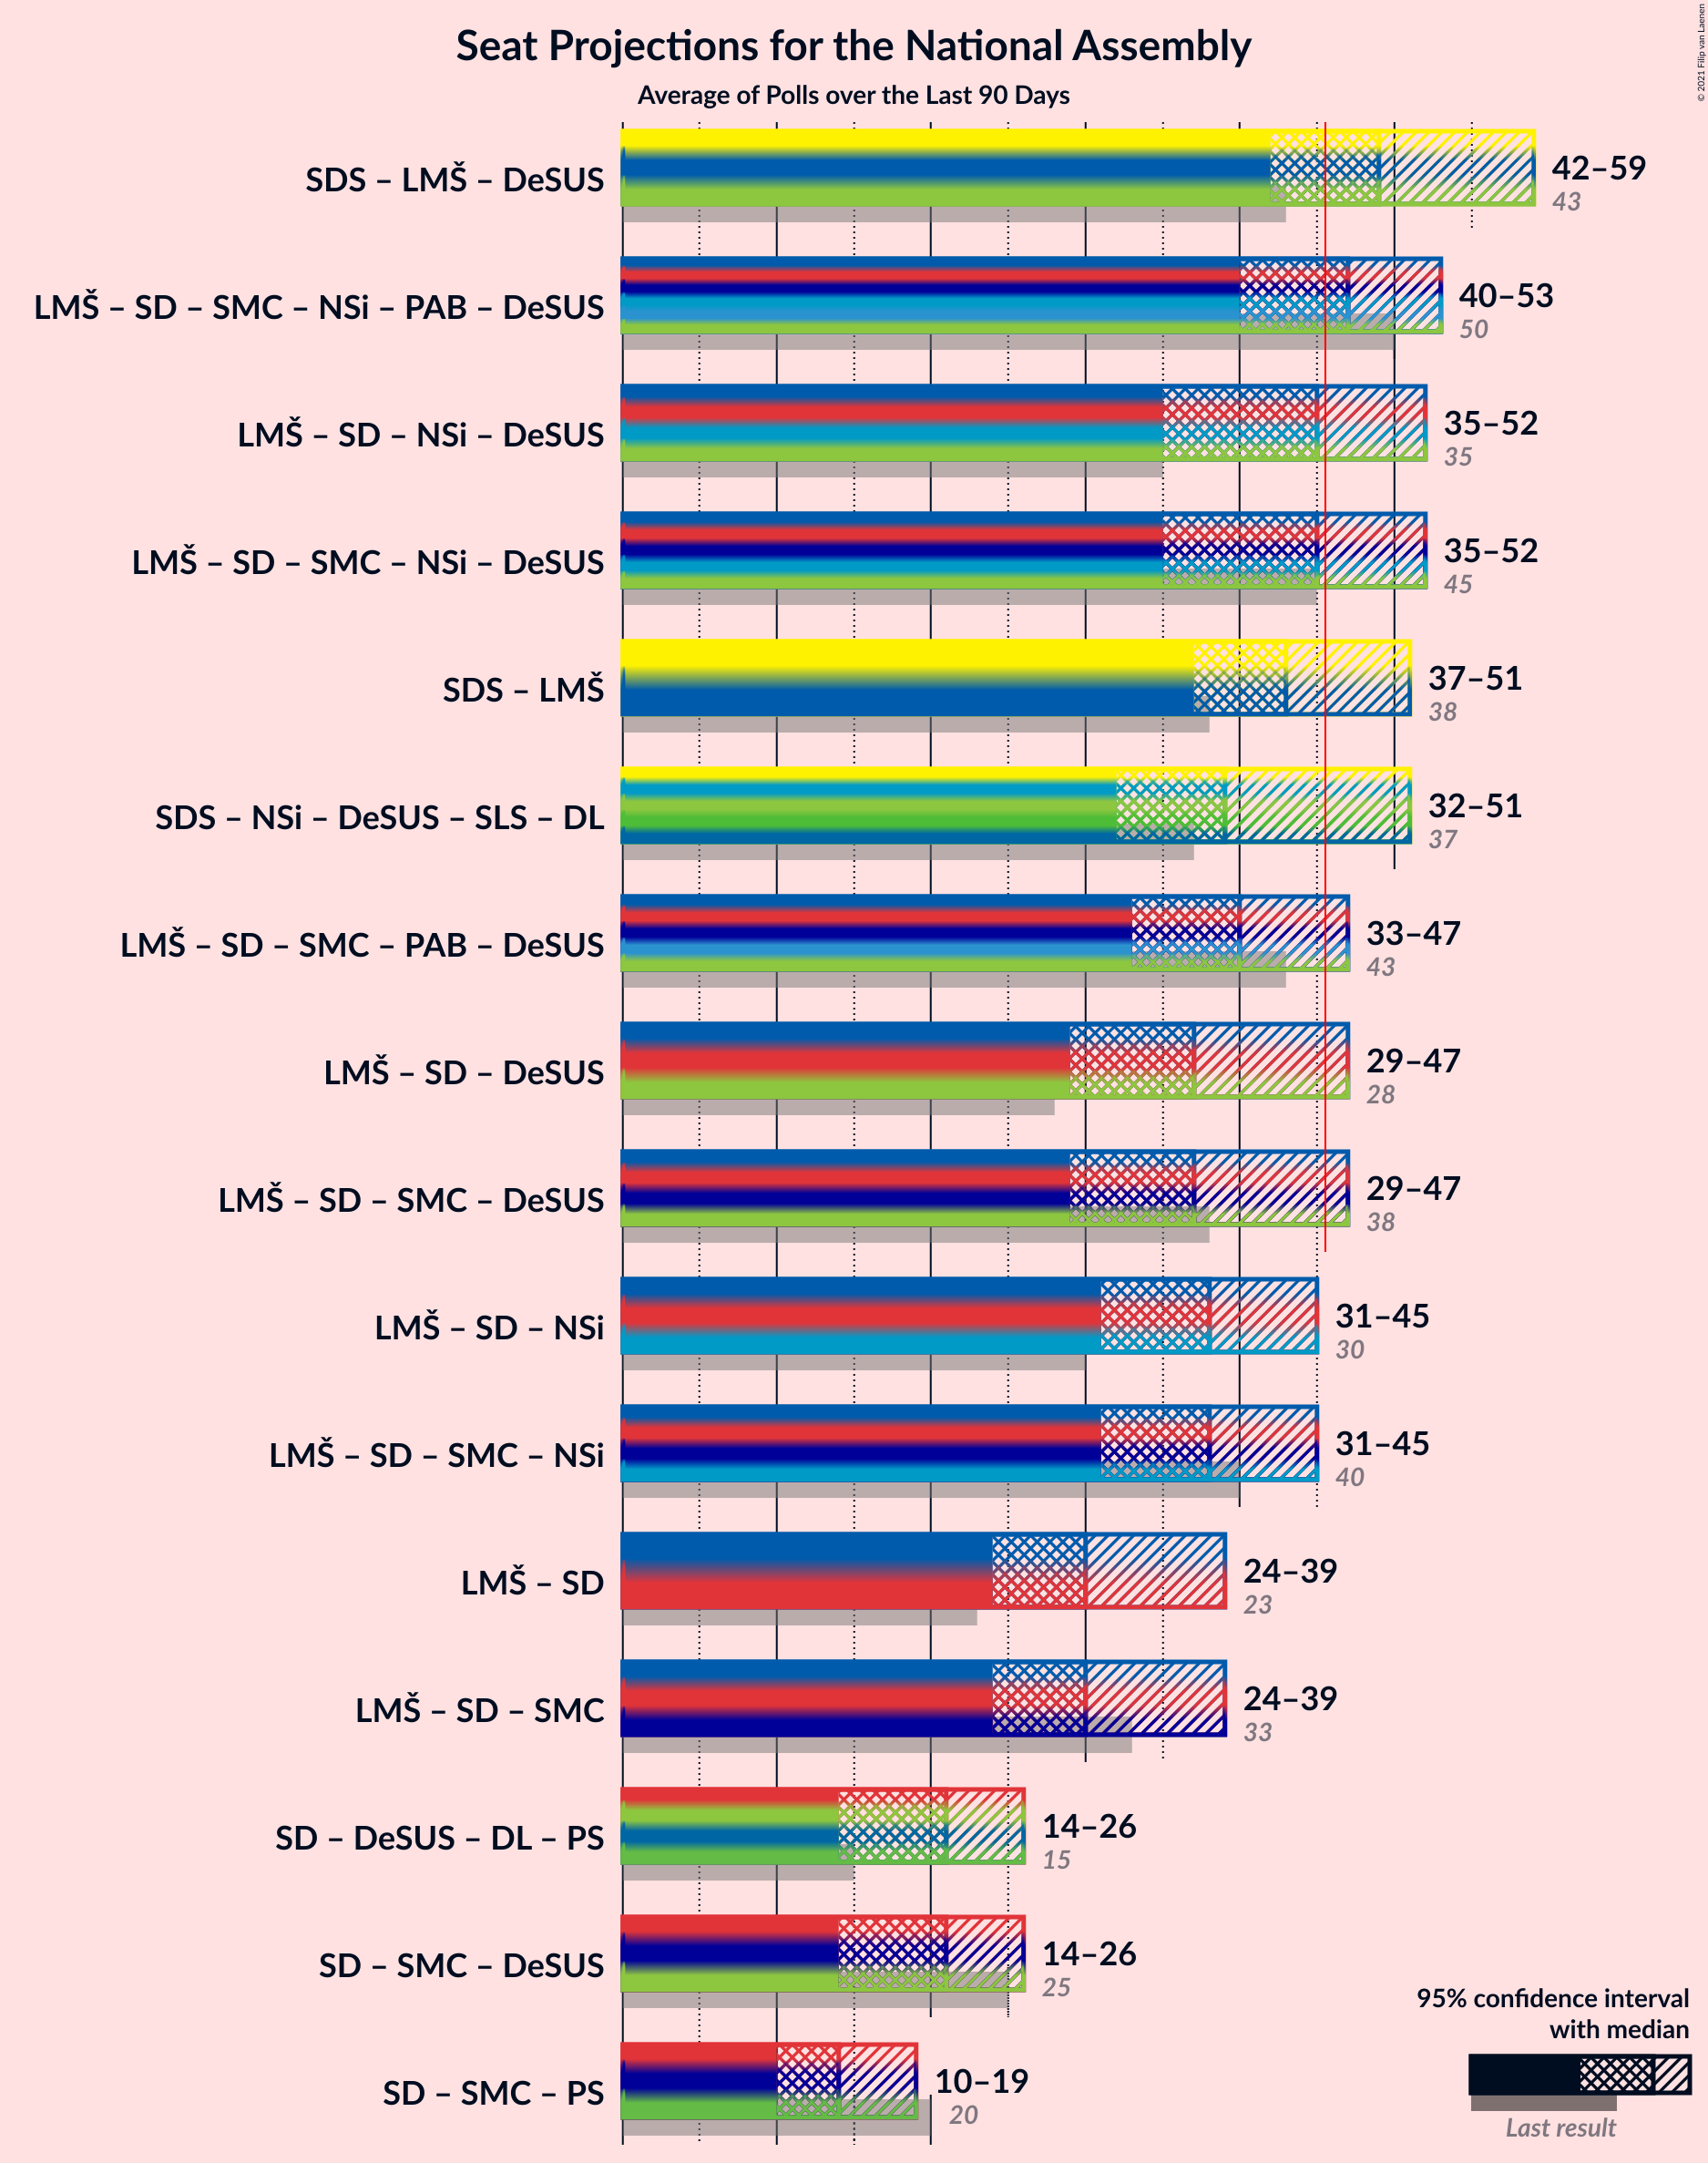 © 2021 Filip van Laenen
Seat Projections for the National Assembly
Average of Polls over the Last 90 Days
SDS – LMŠ – DeSUS
42–59
43
LMŠ – SD – SMC – NSi – PAB – DeSUS
40–53
50
LMŠ – SD – NSi – DeSUS
35–52
35
LMŠ – SD – SMC – NSi – DeSUS
35–52
45
SDS – LMŠ
37–51
38
SDS – NSi – DeSUS – SLS – DL
32–51
37
LMŠ – SD – SMC – PAB – DeSUS
33–47
43
LMŠ – SD – DeSUS
29–47
28
LMŠ – SD – SMC – DeSUS
29–47
38
LMŠ – SD – NSi
31–45
30
LMŠ – SD – SMC – NSi
31–45
40
LMŠ – SD
24–39
23
LMŠ – SD – SMC
24–39
33
SD – DeSUS – DL – PS
14–26
15
SD – SMC – DeSUS
14–26
25
SD – SMC – PS
10–19
20
95% confidence interval
with median
Last result